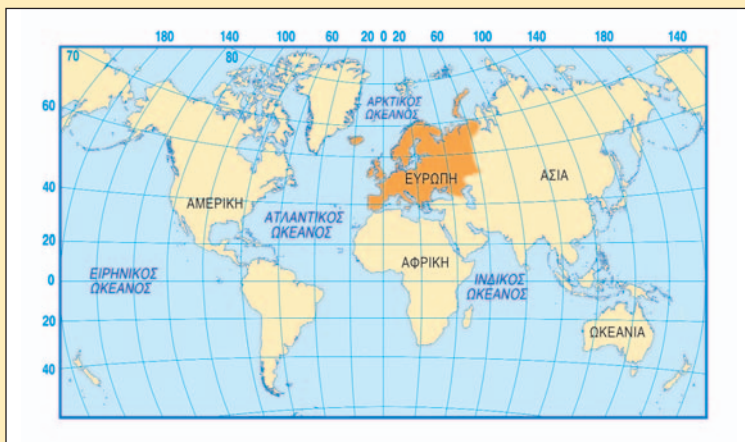 180 140 100 60 20 0 20 60 100 140 180 140
70
80
60
40
20
0
20
40
ΑΡΚΤΙΚΟΣ
ΩΚΕΑΝΟΣ
ΕΥΡΩΠΗ
ΑΣΙΑ
ΑΜΕΡΙΚΗ
ΑΤΛΑΝΤΙΚΟΣ
ΩΚΕΑΝΟΣ
ΑΦΡΙΚΗ
ΕΙΡΗΝΙΚΟΣ
ΩΚΕΑΝΟΣ
ΙΝΔΙΚΟΣ
ΩΚΕΑΝΟΣ
ΩΚΕΑΝΙΑ